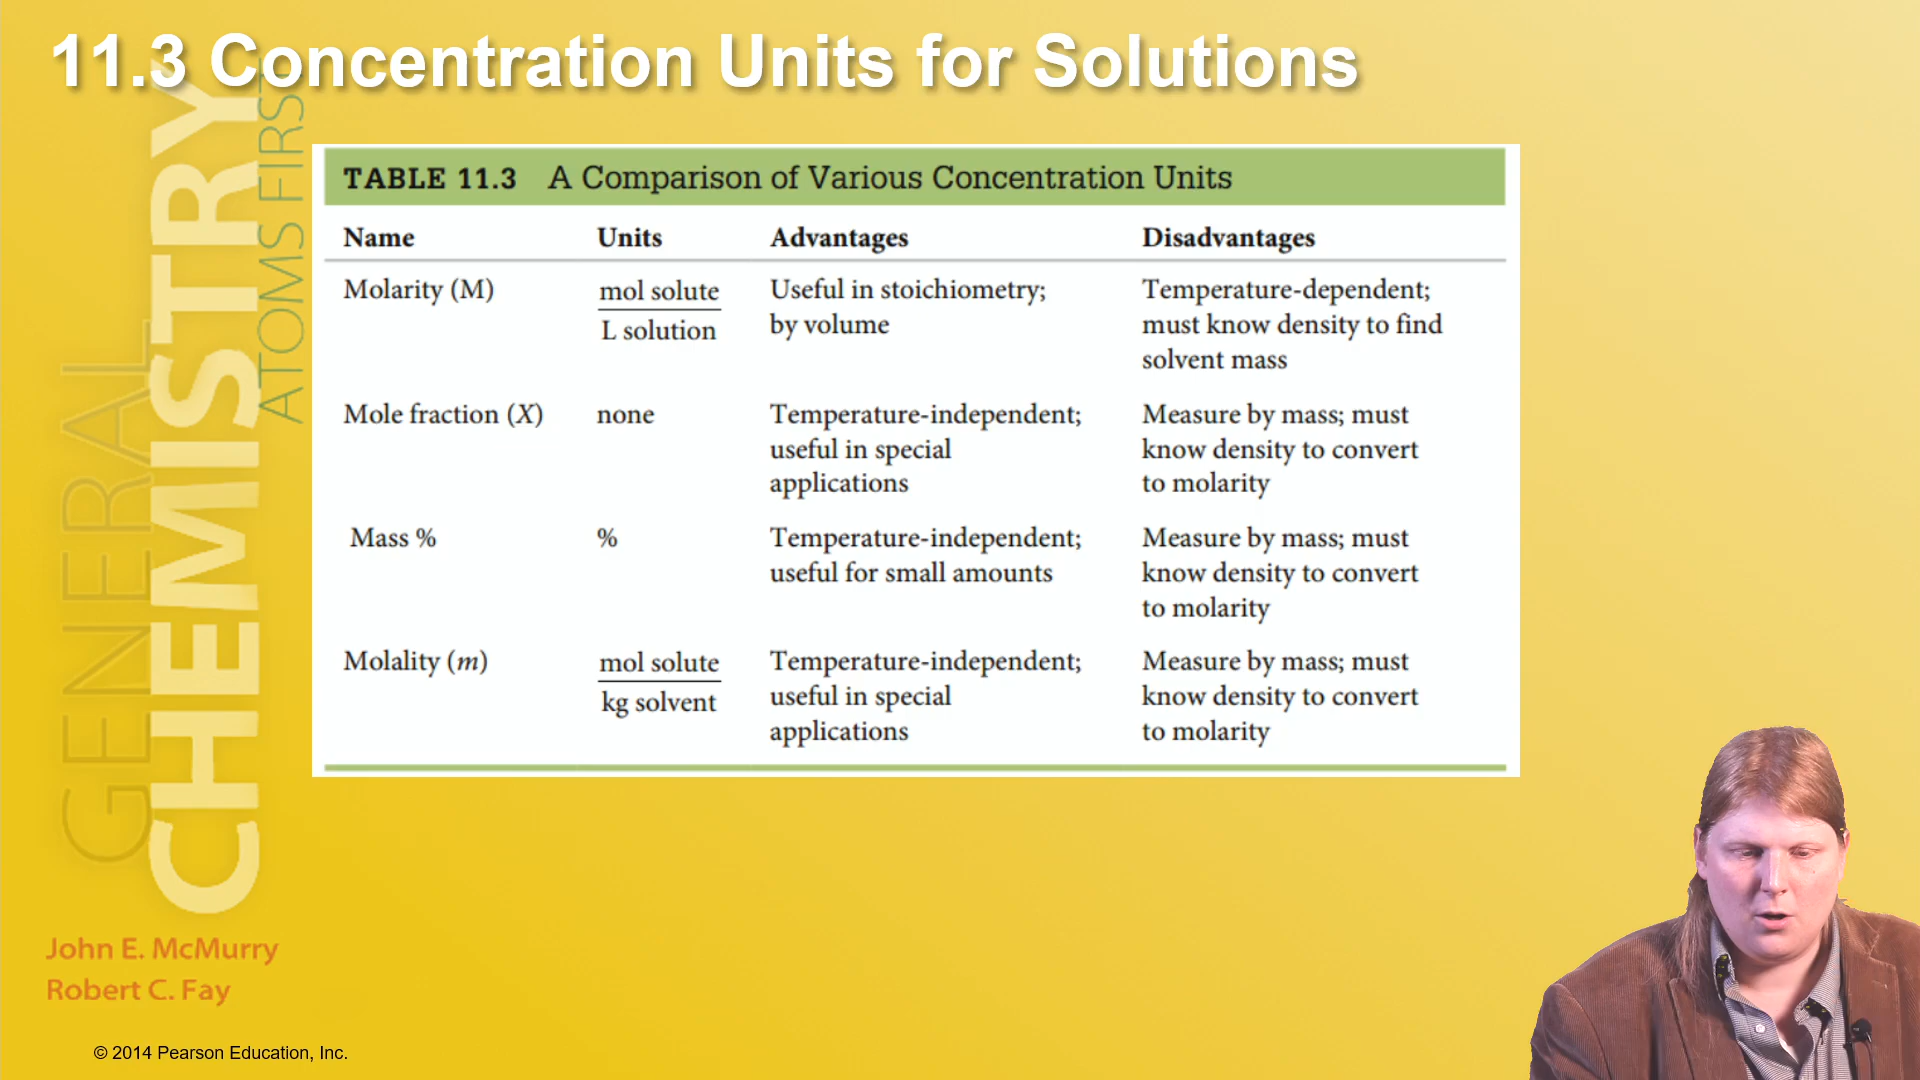 11.3 Concentration Units for Solutions
GENERAL
CHEMISTRY
ATOMS FIRST
TABLE 11.3 A Comparison of Various Concentration Units
Name Units Advantages Disadvantages
Molarity (M) mol solute Useful in stoichiometry; Temperature-dependent;
L solution by volume must know density to find
solvent mass
Mole fraction (X) none Temperature-independent; Measure by mass; must
useful in special know density to convert
applications to molarity
Mass % % Temperature-independent; Measure by mass; must
useful for small amounts know density to convert
to molarity
Molality (m) mol solute Temperature-independent; Measure by mass; must
kg solvent useful in special know density to convert
applications to molarity
John E. McMurry
Robert C. Fay
© 2014 Pearson Education, Inc.